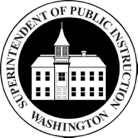 SUPERINTENDENT OF PUBLIC INSTRUCTION
WASHINGTON